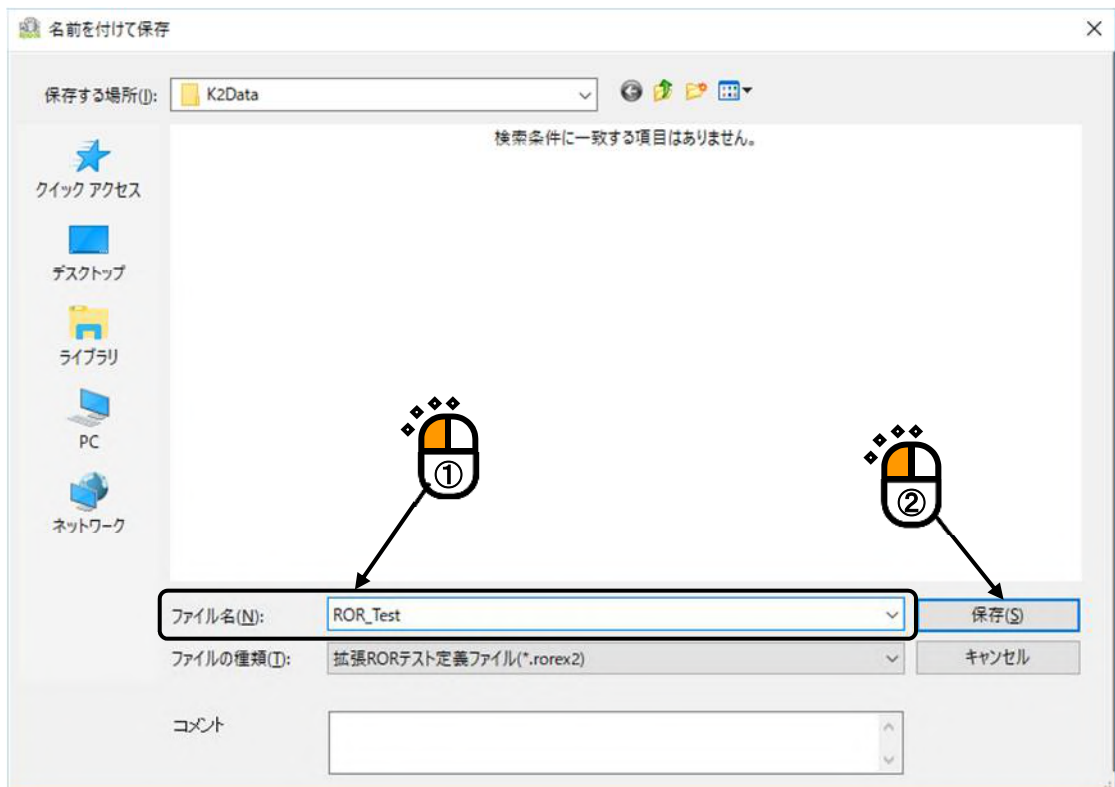 名前を付けて保存
保存する場所(I):
K2Data
検索条件に一致する項目はありません。
クイック アクセス
デスクトップ
ライブラリ
PC
ネットワーク
①
②
ファイル名(N):
ROR_Test
保存(S)
ファイルの種類(T):
拡張RORテスト定義ファイル(*.rorex2)
キャンセル
コメント